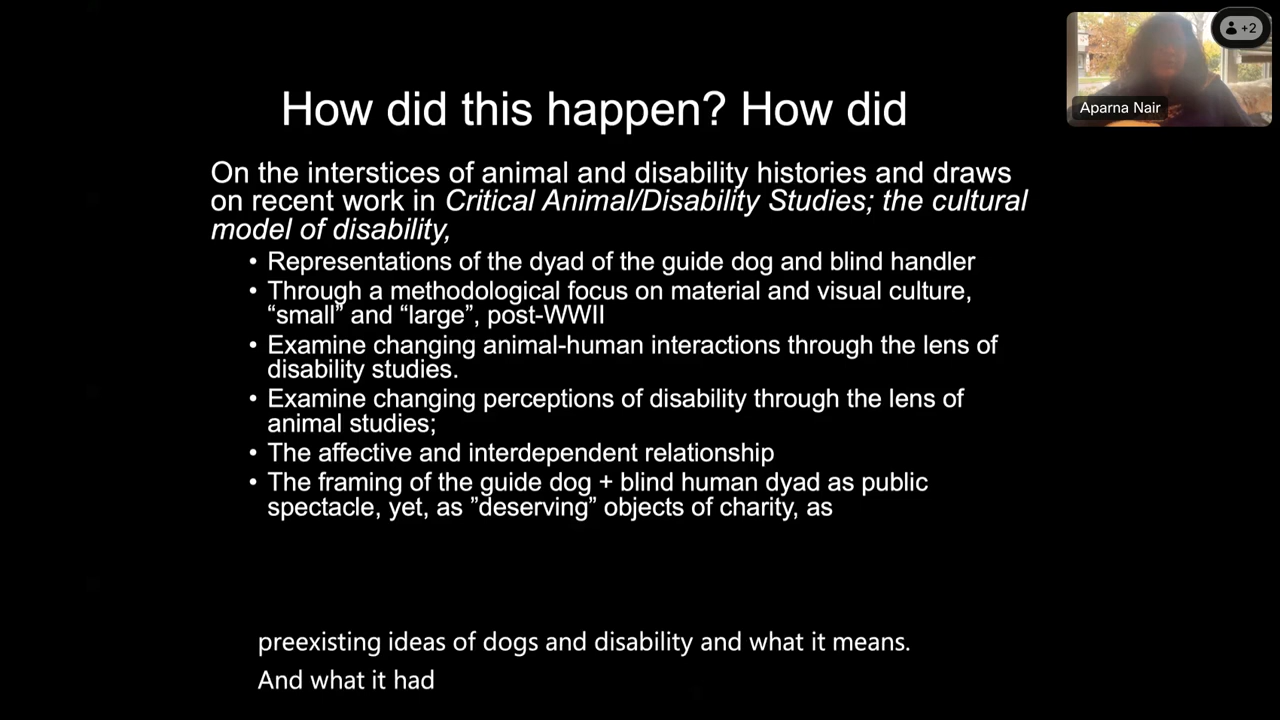 +2
Aparna Nair
How did this happen? How did
On the interstices of animal and disability histories and draws
on recent work in Critical Animal/Disability Studies; the cultural
model of disability,
• Representations of the dyad of the guide dog and blind handler
• Through a methodological focus on material and visual culture,
“small” and “large”, post-WWII
• Examine changing animal-human interactions through the lens of
disability studies.
• Examine changing perceptions of disability through the lens of
animal studies;
• The affective and interdependent relationship
• The framing of the guide dog + blind human dyad as public
spectacle, yet, as ”deserving” objects of charity, as
preexisting ideas of dogs and disability and what it means.
And what it had